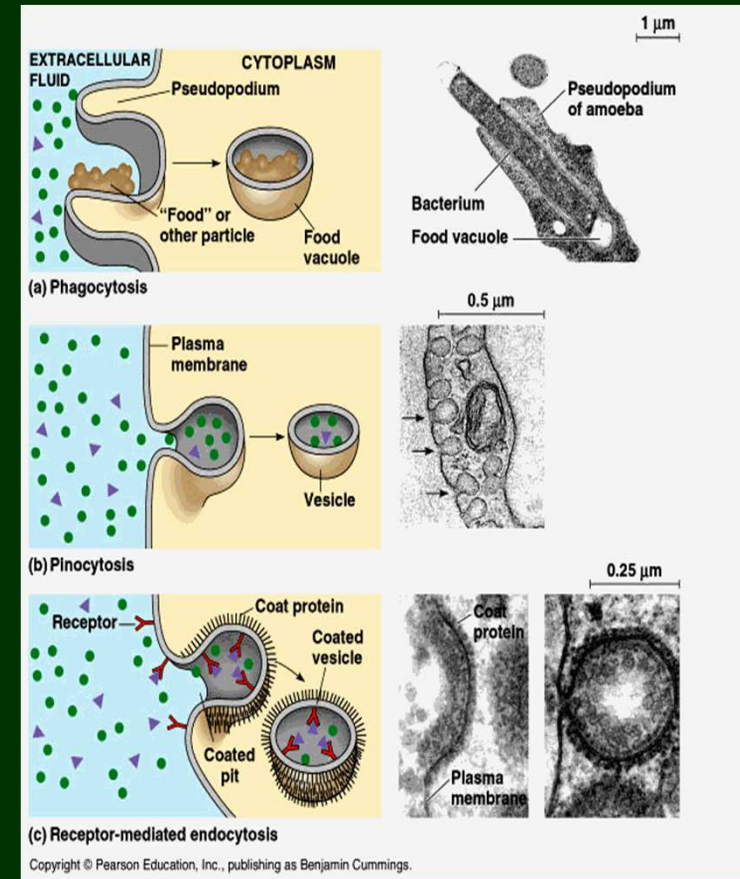 1 µm
EXTRACELLULAR
FLUID
CYTOPLASM
Pseudopodium
"Food" or
other particle
Food
vacuole
Pseudopodium
of amoeba
Bacterium
Food vacuole
(a) Phagocytosis
0.5 µm
Plasma
membrane
Vesicle
(b) Pinocytosis
0.25 µm
Receptor
Coat protein
Coated
vesicle
Coated
pit
Coat
protein
Plasma
membrane
(c) Receptor-mediated endocytosis
Copyright © Pearson Education, Inc., publishing as Benjamin Cummings.